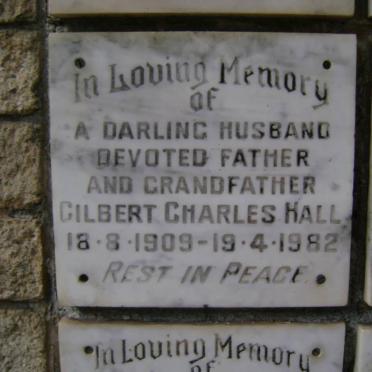 In Loving Memory
of
A DARLING HUSBAND
DEVOTED FATHER
AND GRANDFATHER
GILBERT CHARLES HALL
18·8·1909-19·4·1982
REST IN PEACE
In Loving Memory
of